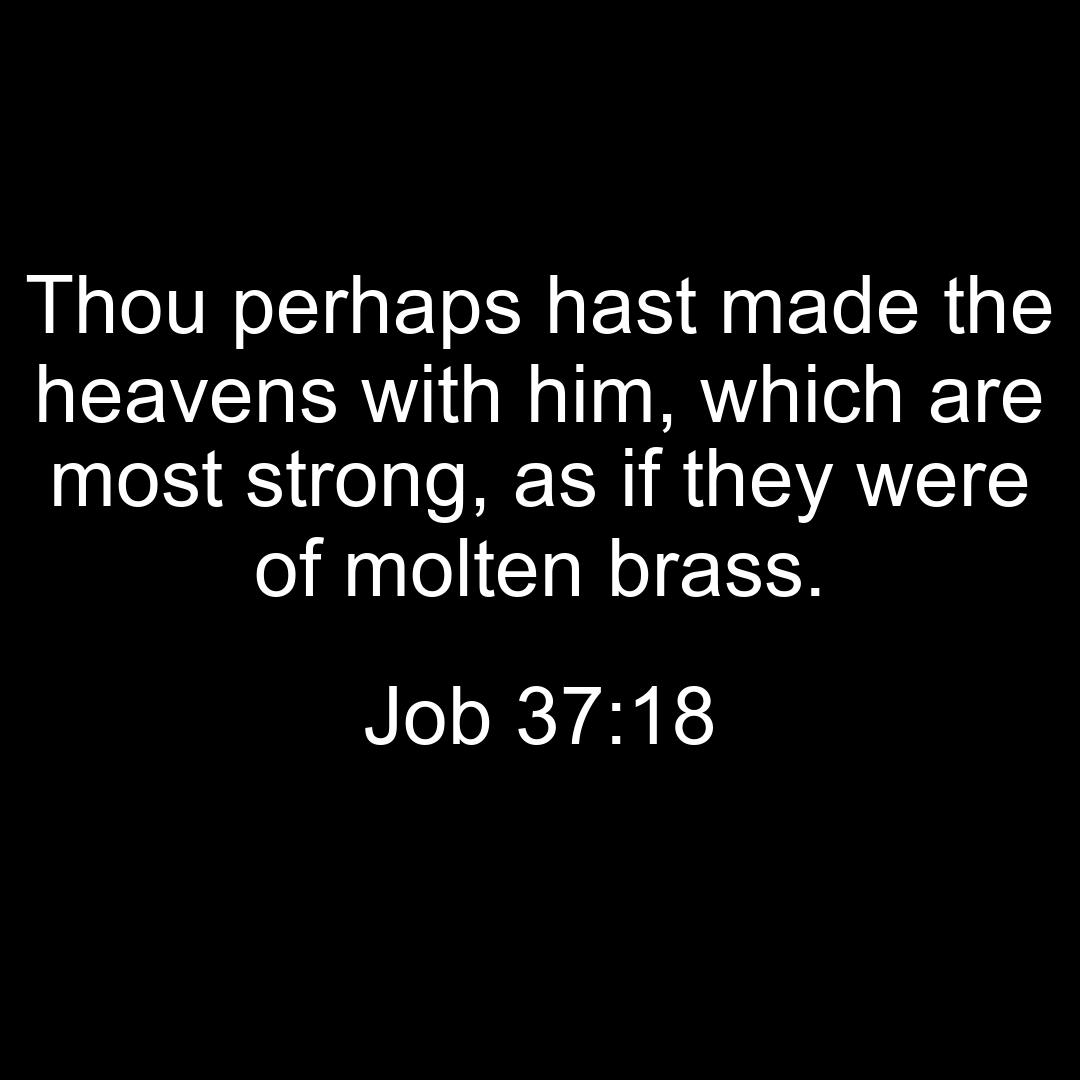 Thou perhaps hast made the
heavens with him, which are
most strong, as if they were
of molten brass.
Job 37:18